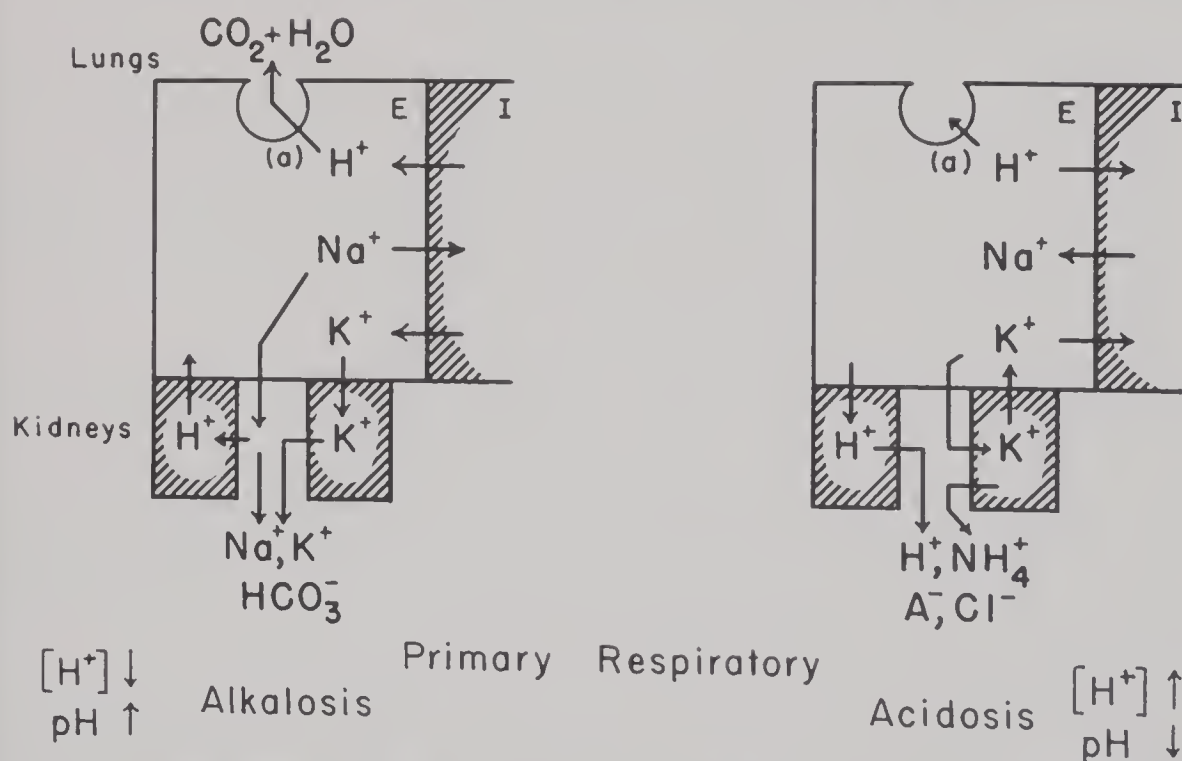 CO₂+H₂O
Lungs
E
I
(a)
H⁺
Na⁺
K⁺
Kidneys
H⁺
K⁺
Na⁺, K⁺
HCO₃⁻
[H⁺] ↓
pH ↑
Alkalosis
Primary Respiratory
E
I
(a)
H⁺
Na⁺
K⁺
H⁺
K⁺
H⁺, NH₄⁺
A⁻, Cl⁻
Acidosis
[H⁺] ↑
pH ↓